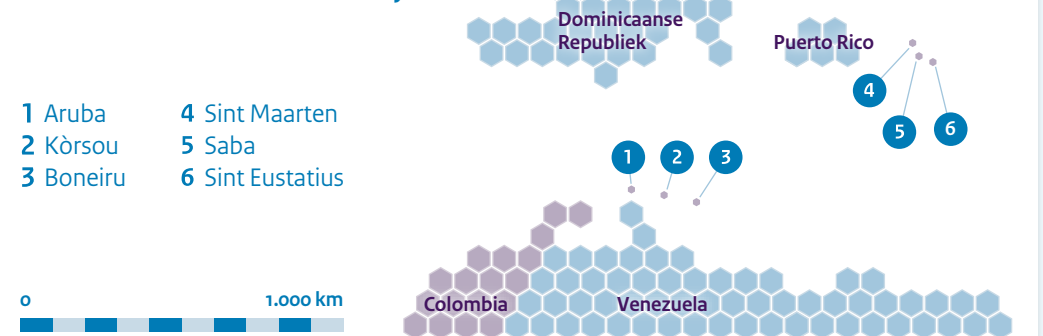 Dominicaanse
Republiek
Puerto Rico
4
5
6
1 Aruba
2 Kòrsou
3 Boneiru
4 Sint Maarten
5 Saba
6 Sint Eustatius
1
2
3
0
1.000 km
Colombia
Venezuela